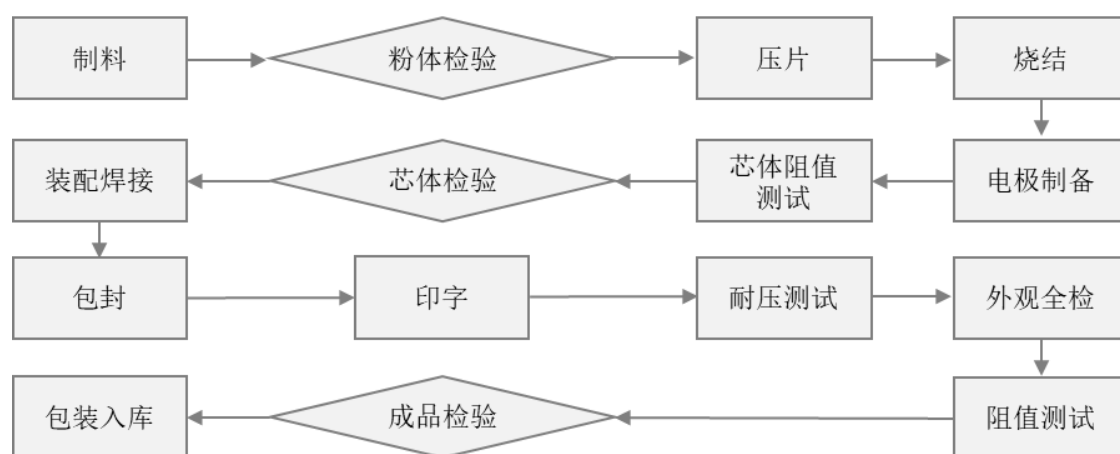 制料
粉体检验
压片
烧结
装配焊接
芯体检验
芯体阻值
测试
电极制备
包封
印字
耐压测试
外观全检
包装入库
成品检验
阻值测试